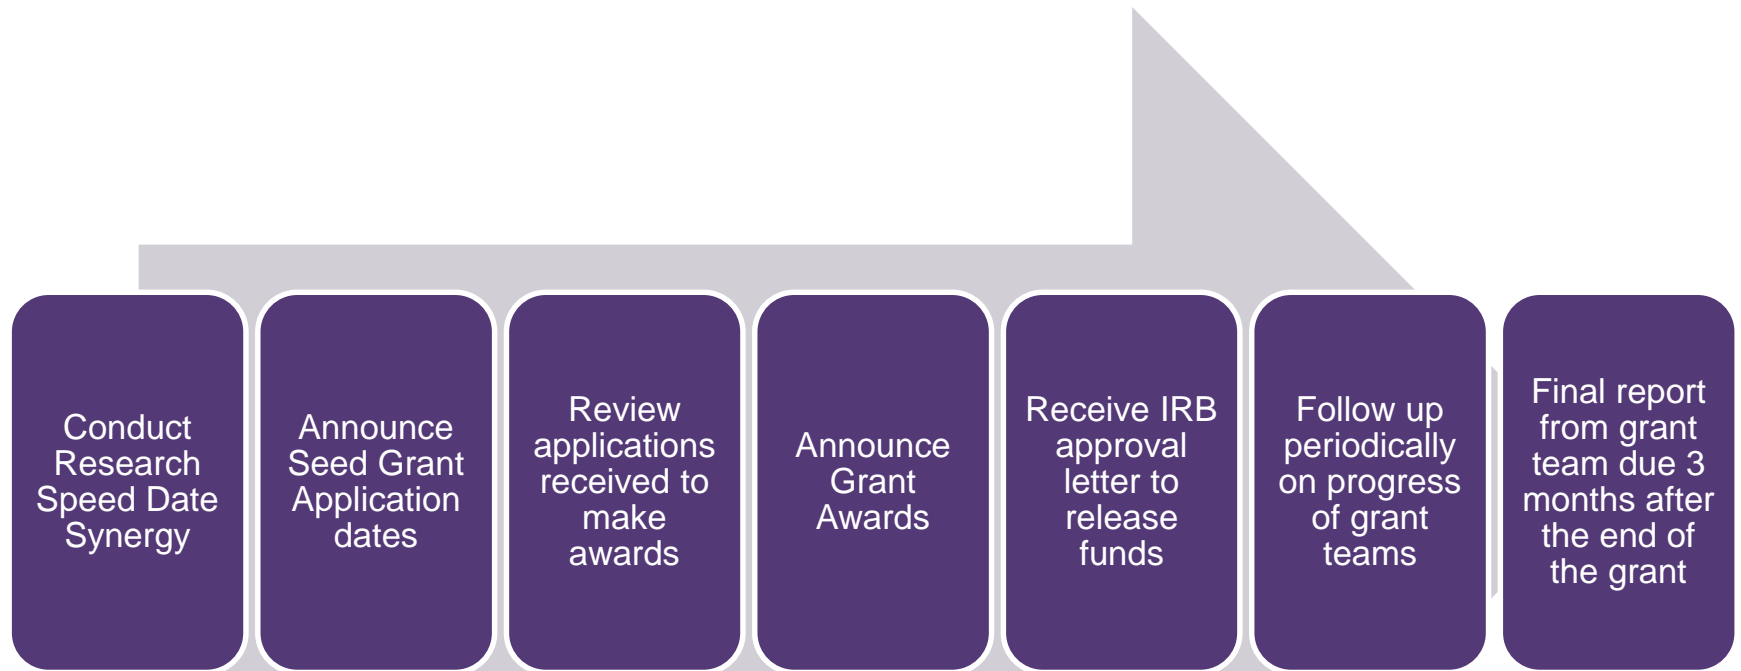 Conduct
Research
Speed Date
Synergy
Announce
Seed Grant
Application
dates
Review
applications
received to
make
awards
Announce
Grant
Awards
Receive IRB
approval
letter to
release
funds
Follow up
periodically
on progress
of grant
teams
Final report
from grant
team due 3
months after
the end of
the grant